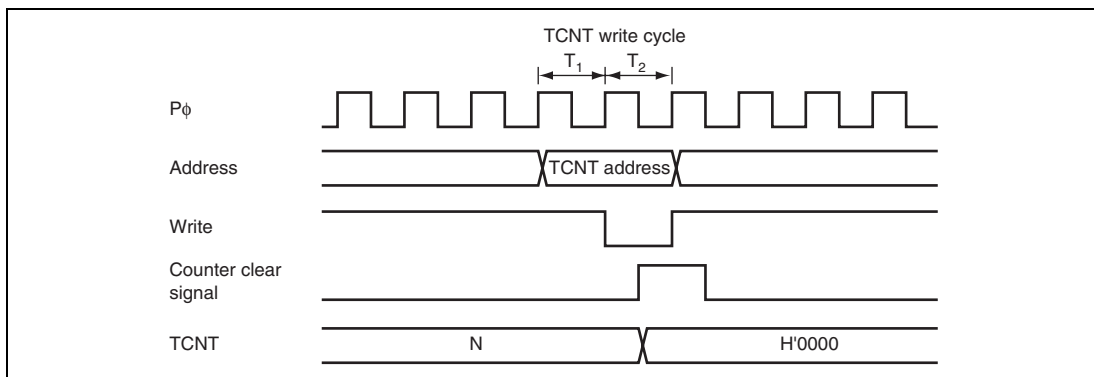 TCNT write cycle
T1 T2
Pϕ
Address
TCNT address
Write
Counter clear
signal
TCNT
N
H'0000